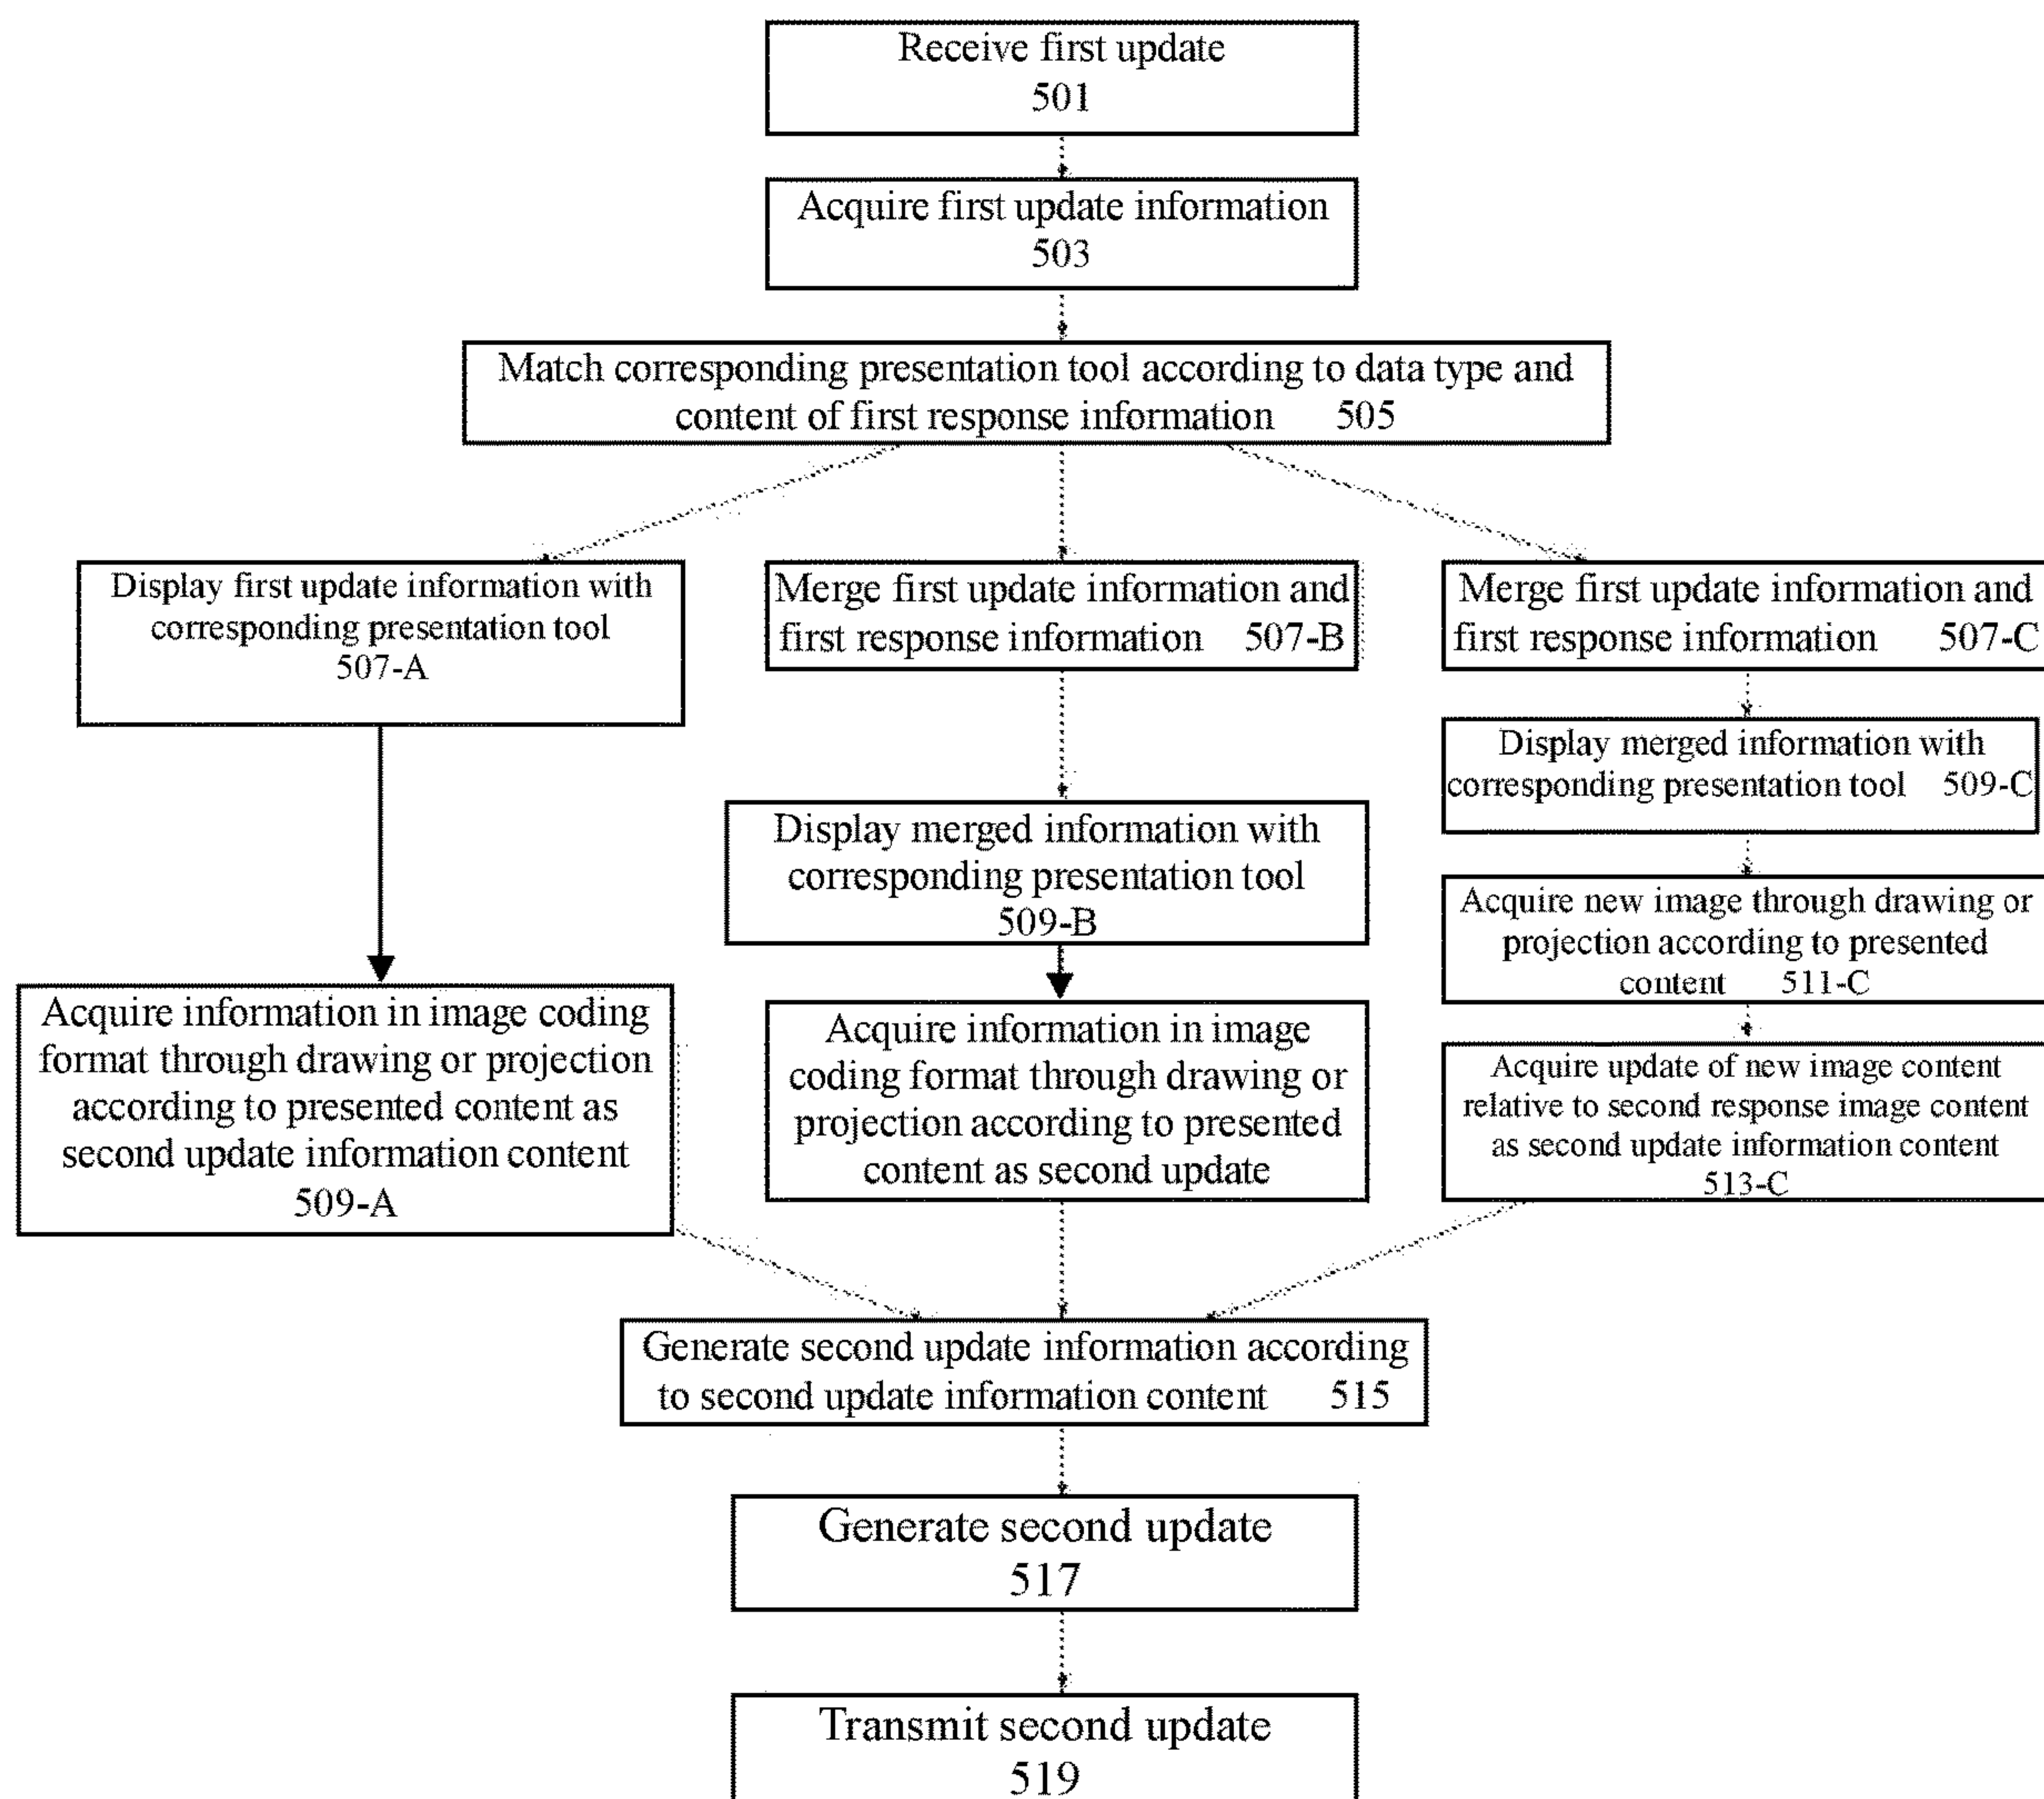 Receive first update
501
Acquire first update information
503
Match corresponding presentation tool according to data type and
content of first response information 505
Display first update information with
corresponding presentation tool
507-A
Acquire information in image coding
format through drawing or projection
according to presented content as
second update information content
509-A
Merge first update information and
first response information 507-B
Display merged information with
corresponding presentation tool
509-B
Acquire information in image
coding format through drawing or
projection according to presented
content as second update
Merge first update information and
first response information 507-C
Display merged information with
corresponding presentation tool 509-C
Acquire new image through drawing or
projection according to presented
content 511-C
Acquire update of new image content
relative to second response image content
as second update information content
513-C
Generate second update information according
to second update information content 515
Generate second update
517
Transmit second update
519